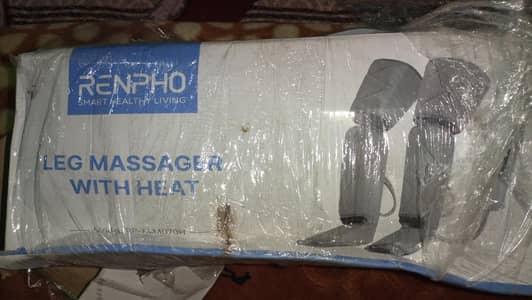 RENPHO
SMART HEALTHY LIVING
LEG MASSAGER
WITH HEAT